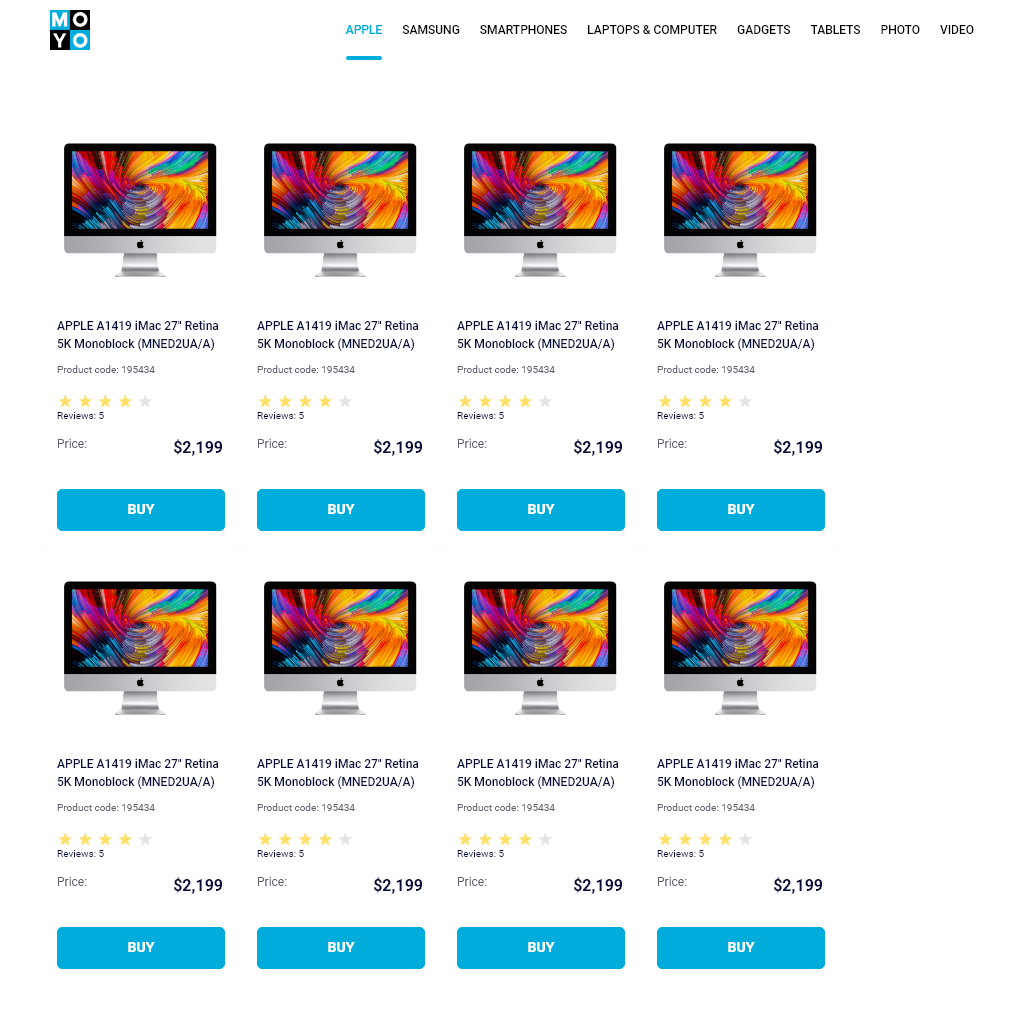 MO
YO
APPLE SAMSUNG SMARTPHONES LAPTOPS & COMPUTER GADGETS TABLETS PHOTO VIDEO
APPLE A1419 iMac 27" Retina
5K Monoblock (MNED2UA/A)
Product code: 195434
Reviews: 5
Price: $2,199
BUY
APPLE A1419 iMac 27" Retina
5K Monoblock (MNED2UA/A)
Product code: 195434
Reviews: 5
Price: $2,199
BUY
APPLE A1419 iMac 27" Retina
5K Monoblock (MNED2UA/A)
Product code: 195434
Reviews: 5
Price: $2,199
BUY
APPLE A1419 iMac 27" Retina
5K Monoblock (MNED2UA/A)
Product code: 195434
Reviews: 5
Price: $2,199
BUY
APPLE A1419 iMac 27" Retina
5K Monoblock (MNED2UA/A)
Product code: 195434
Reviews: 5
Price: $2,199
BUY
APPLE A1419 iMac 27" Retina
5K Monoblock (MNED2UA/A)
Product code: 195434
Reviews: 5
Price: $2,199
BUY
APPLE A1419 iMac 27" Retina
5K Monoblock (MNED2UA/A)
Product code: 195434
Reviews: 5
Price: $2,199
BUY
APPLE A1419 iMac 27" Retina
5K Monoblock (MNED2UA/A)
Product code: 195434
Reviews: 5
Price: $2,199
BUY